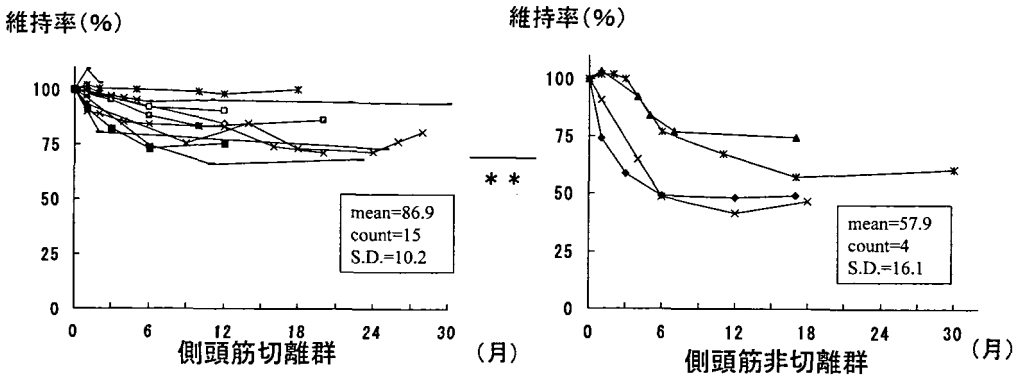 維持率(%)
100
75
50
25
0
mean=86.9
count=15
S.D.=10.2
0 6 12 18 24 30
側頭筋切離群
(月)
**
維持率(%)
100
75
50
25
0
mean=57.9
count=4
S.D.=16.1
0 6 12 18 24 30
側頭筋非切離群
(月)